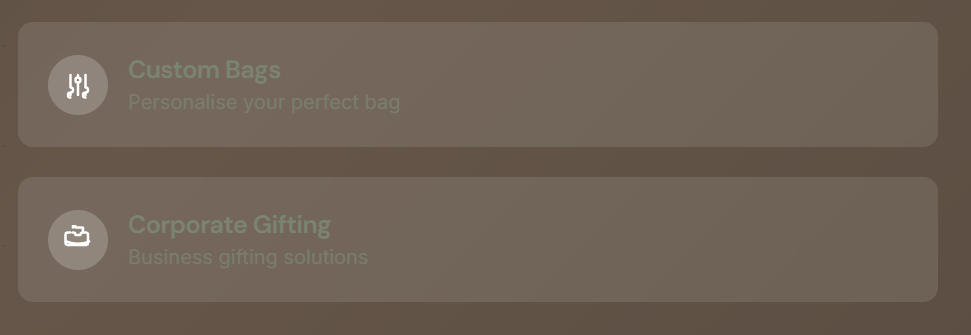 Custom Bags
Personalise your perfect bag
Corporate Gifting
Business gifting solutions